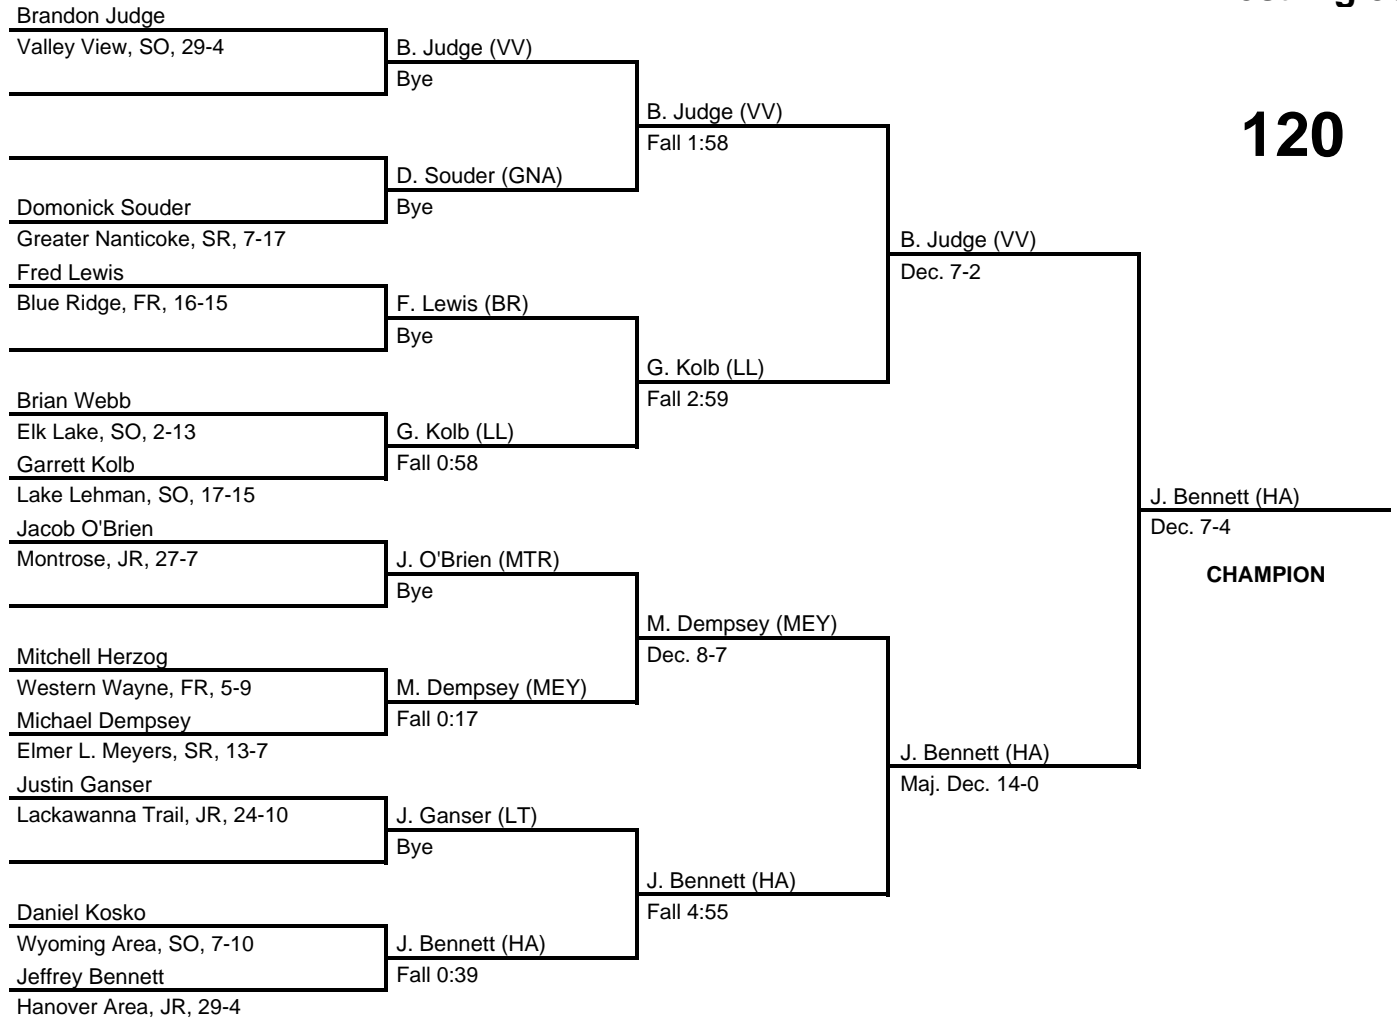 Brandon Judge
Valley View, SO, 29-4
B. Judge (VV)
Bye
B. Judge (VV)
Fall 1:58
120
D. Souder (GNA)
Bye
Domonick Souder
Greater Nanticoke, SR, 7-17
B. Judge (VV)
Dec. 7-2
Fred Lewis
Blue Ridge, FR, 16-15
F. Lewis (BR)
Bye
G. Kolb (LL)
Fall 2:59
Brian Webb
Elk Lake, SO, 2-13
G. Kolb (LL)
Fall 0:58
Garrett Kolb
Lake Lehman, SO, 17-15
J. Bennett (HA)
Dec. 7-4
CHAMPION
Jacob O'Brien
Montrose, JR, 27-7
J. O'Brien (MTR)
Bye
M. Dempsey (MEY)
Dec. 8-7
Mitchell Herzog
Western Wayne, FR, 5-9
M. Dempsey (MEY)
Fall 0:17
Michael Dempsey
Elmer L. Meyers, SR, 13-7
J. Bennett (HA)
Maj. Dec. 14-0
Justin Ganser
Lackawanna Trail, JR, 24-10
J. Ganser (LT)
Bye
J. Bennett (HA)
Fall 4:55
Daniel Kosko
Wyoming Area, SO, 7-10
J. Bennett (HA)
Fall 0:39
Jeffrey Bennett
Hanover Area, JR, 29-4